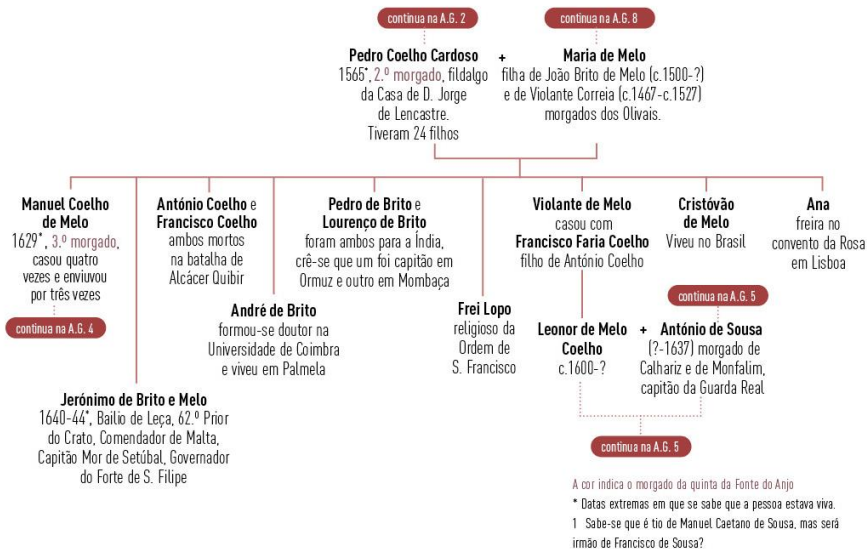 continua na A.G. 2
continua na A.G. 8
Pedro Coelho Cardoso
1565*, 2.º morgado, fildalgo
da Casa de D. Jorge
de Lencastre.
Tiveram 24 filhos
+
Maria de Melo
filha de João Brito de Melo (c.1500-?)
e de Violante Correia (c.1467-c.1527)
morgados dos Olivais.
Manuel Coelho
de Melo
1629*, 3.º morgado,
casou quatro
vezes e enviuvou
por três vezes
continua na A.G. 4
Jerónimo de Brito e Melo
1640-44*, Bailio de Leça, 62.º Prior
do Crato, Comendador de Malta,
Capitão Mor de Setúbal, Governador
do Forte de S. Filipe
António Coelho e
Francisco Coelho
ambos mortos
na batalha de
Alcácer Quibir
André de Brito
formou-se doutor na
Universidade de Coimbra
e viveu em Palmela
Pedro de Brito e
Lourenço de Brito
foram ambos para a Índia,
crê-se que um foi capitão em
Ormuz e outro em Mombaça
Frei Lopo
religioso da
Ordem de
S. Francisco
Violante de Melo
casou com
Francisco Faria Coelho
filho de António Coelho
Cristóvão
de Melo
Viveu no Brasil
Ana
freira no
convento da Rosa
em Lisboa
continua na A.G. 5
Leonor de Melo
Coelho
c.1600-?
+
António de Sousa
(?-1637) morgado de
Calhariz e de Monfalim,
capitão da Guarda Real
continua na A.G. 5
A cor indica o morgado da quinta da Fonte do Anjo
* Datas extremas em que se sabe que a pessoa estava viva.
1 Sabe-se que é tio de Manuel Caetano de Sousa, mas será
irmão de Francisco de Sousa?